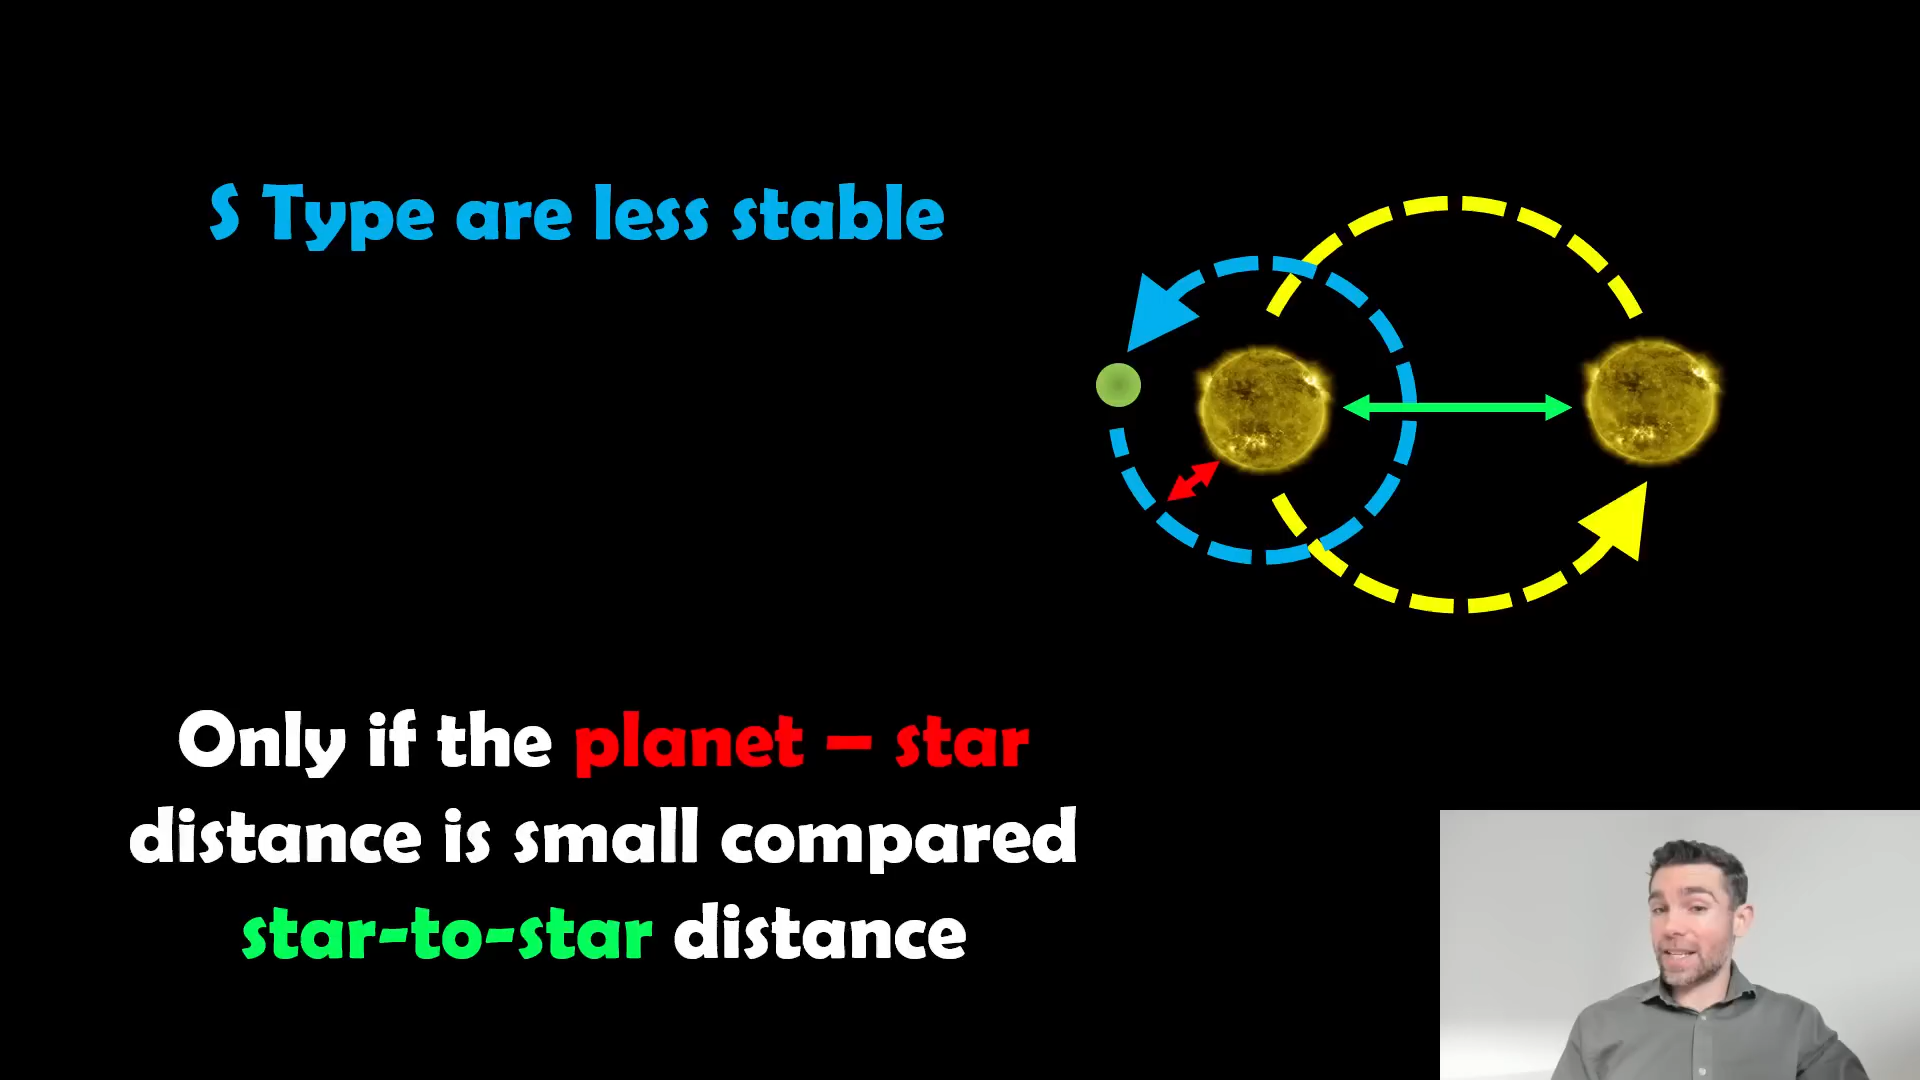 S Type are less stable
Only if the planet – star
distance is small compared
star-to-star distance